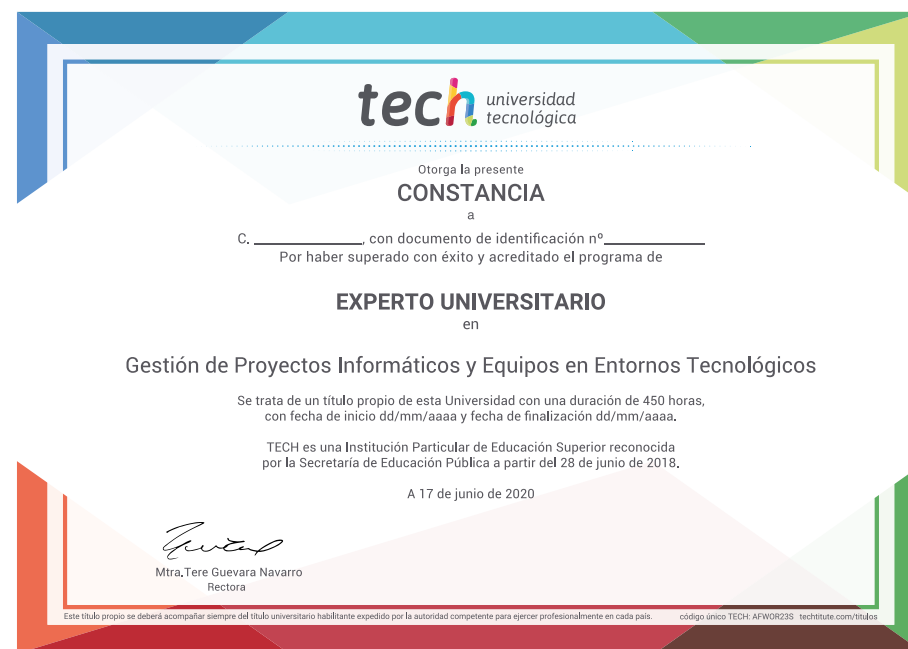 tech universidad
tecnológica
Otorga la presente
CONSTANCIA
a
C. ____________, con documento de identificación nº____________
Por haber superado con éxito y acreditado el programa de
EXPERTO UNIVERSITARIO
en
Gestión de Proyectos Informáticos y Equipos en Entornos Tecnológicos
Se trata de un título propio de esta Universidad con una duración de 450 horas,
con fecha de inicio dd/mm/aaaa y fecha de finalización dd/mm/aaaa.
TECH es una Institución Particular de Educación Superior reconocida
por la Secretaría de Educación Pública a partir del 28 de junio de 2018.
A 17 de junio de 2020
Mtra.Tere Guevara Navarro
Rectora
Este título propio se deberá acompañar siempre del título universitario habilitante expedido por la autoridad competente para ejercer profesionalmente en cada país. código único TECH: AFWOR23S techtitute.com/titulos